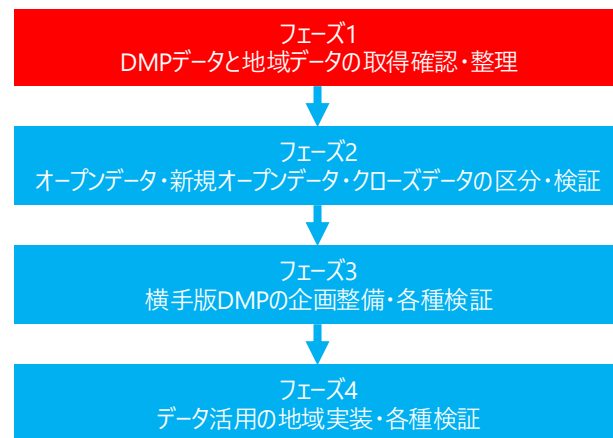 フェーズ1
DMPデータと地域データの取得確認・整理
フェーズ2
オープンデータ・新規オープンデータ・クローズデータの区分・検証
フェーズ3
横手版DMPの企画整備・各種検証
フェーズ4
データ活用の地域実装・各種検証